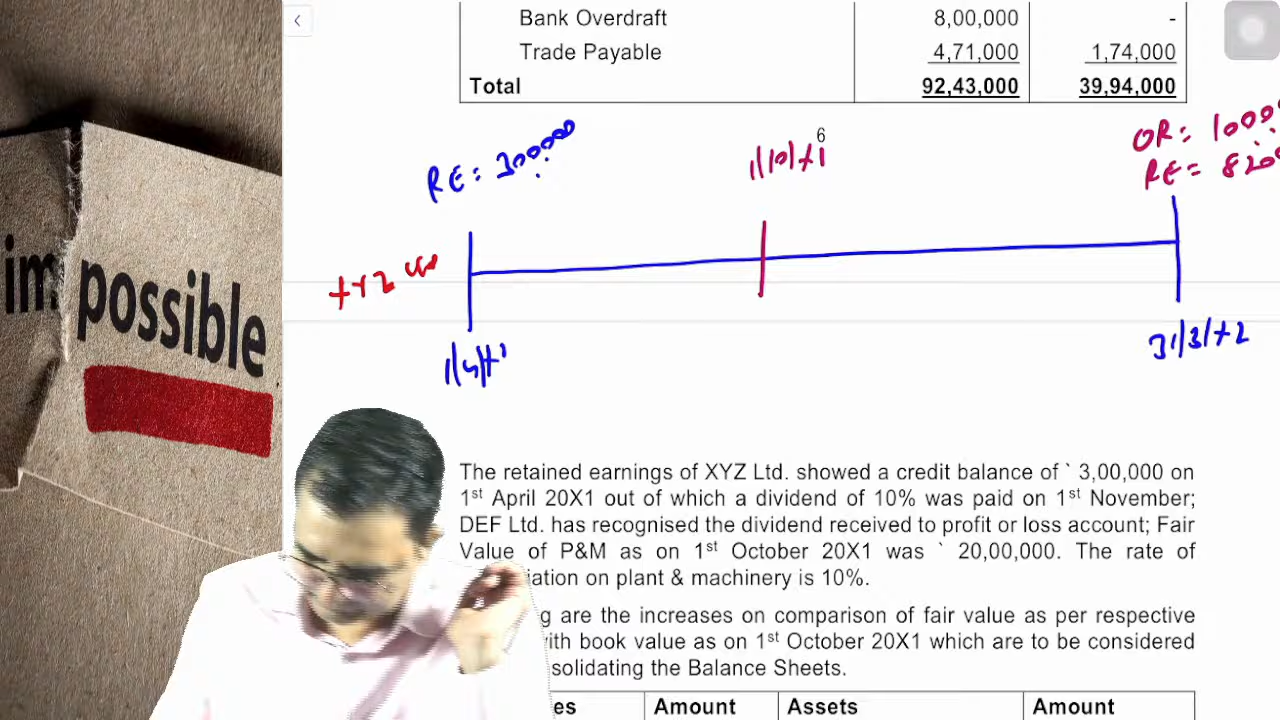 Bank Overdraft 8,00,000 -
Trade Payable 4,71,000 1,74,000
Total 92,43,000 39,94,000
6
RE = 300000
1/10/x1
OR = 1000
RE = 820
XYZ
1/4/x1
31/3/x2
im possible
The retained earnings of XYZ Ltd. showed a credit balance of ` 3,00,000 on
1st April 20X1 out of which a dividend of 10% was paid on 1st November;
DEF Ltd. has recognised the dividend received to profit or loss account; Fair
Value of P&M as on 1st October 20X1 was ` 20,00,000. The rate of
iation on plant & machinery is 10%.
g are the increases on comparison of fair value as per respective
ith book value as on 1st October 20X1 which are to be considered
solidating the Balance Sheets.
es Amount Assets Amount